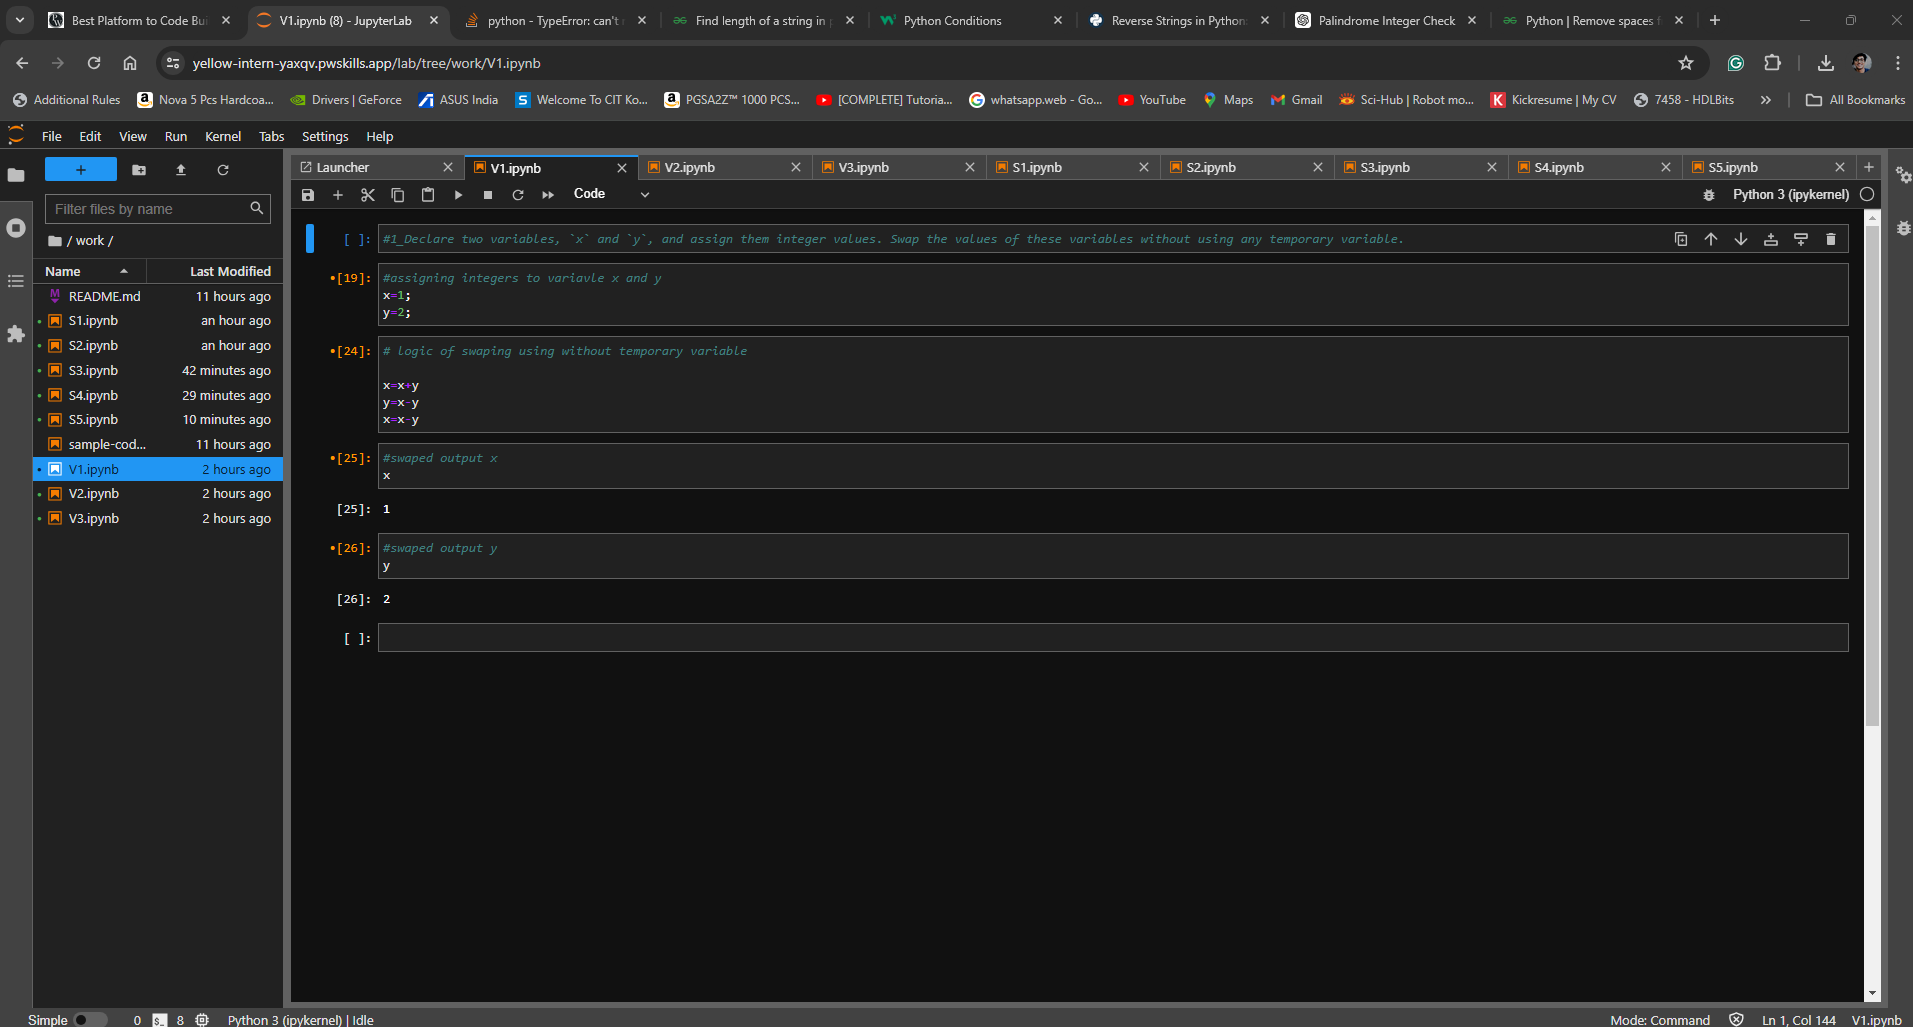 Best Platform to Code Bui
V1.ipynb (8) - JupyterLab
python - TypeError: can't r
Find length of a string in p
Python Conditions
Reverse Strings in Python:
Palindrome Integer Check
Python | Remove spaces f
yellow-intern-yaxqv.pwskills.app/lab/tree/work/V1.ipynb
Additional Rules
Nova 5 Pcs Hardcoa...
Drivers | GeForce
ASUS India
Welcome To CIT Ko...
PGSA2Z™ 1000 PCS...
[COMPLETE] Tutoria...
whatsapp.web - Go...
YouTube
Maps
Gmail
Sci-Hub | Robot mo...
Kickresume | My CV
7458 - HDLBits
All Bookmarks
File Edit View Run Kernel Tabs Settings Help
Filter files by name
/ work /
Name Last Modified
README.md 11 hours ago
S1.ipynb an hour ago
S2.ipynb an hour ago
S3.ipynb 42 minutes ago
S4.ipynb 29 minutes ago
S5.ipynb 10 minutes ago
sample-cod... 11 hours ago
V1.ipynb 2 hours ago
V2.ipynb 2 hours ago
V3.ipynb 2 hours ago
Launcher
V1.ipynb
V2.ipynb
V3.ipynb
S1.ipynb
S2.ipynb
S3.ipynb
S4.ipynb
S5.ipynb
Code
Python 3 (ipykernel)
[ ]: #1_Declare two variables, `x` and `y`, and assign them integer values. Swap the values of these variables without using any temporary variable.
•[19]: #assigning integers to variavle x and y
x=1;
y=2;
•[24]: # logic of swaping using without temporary variable
x=x+y
y=x-y
x=x-y
•[25]: #swaped output x
x
[25]: 1
•[26]: #swaped output y
y
[26]: 2
[ ]:
Simple 0 $_ 8 Python 3 (ipykernel) | Idle
Mode: Command Ln 1, Col 144 V1.ipynb